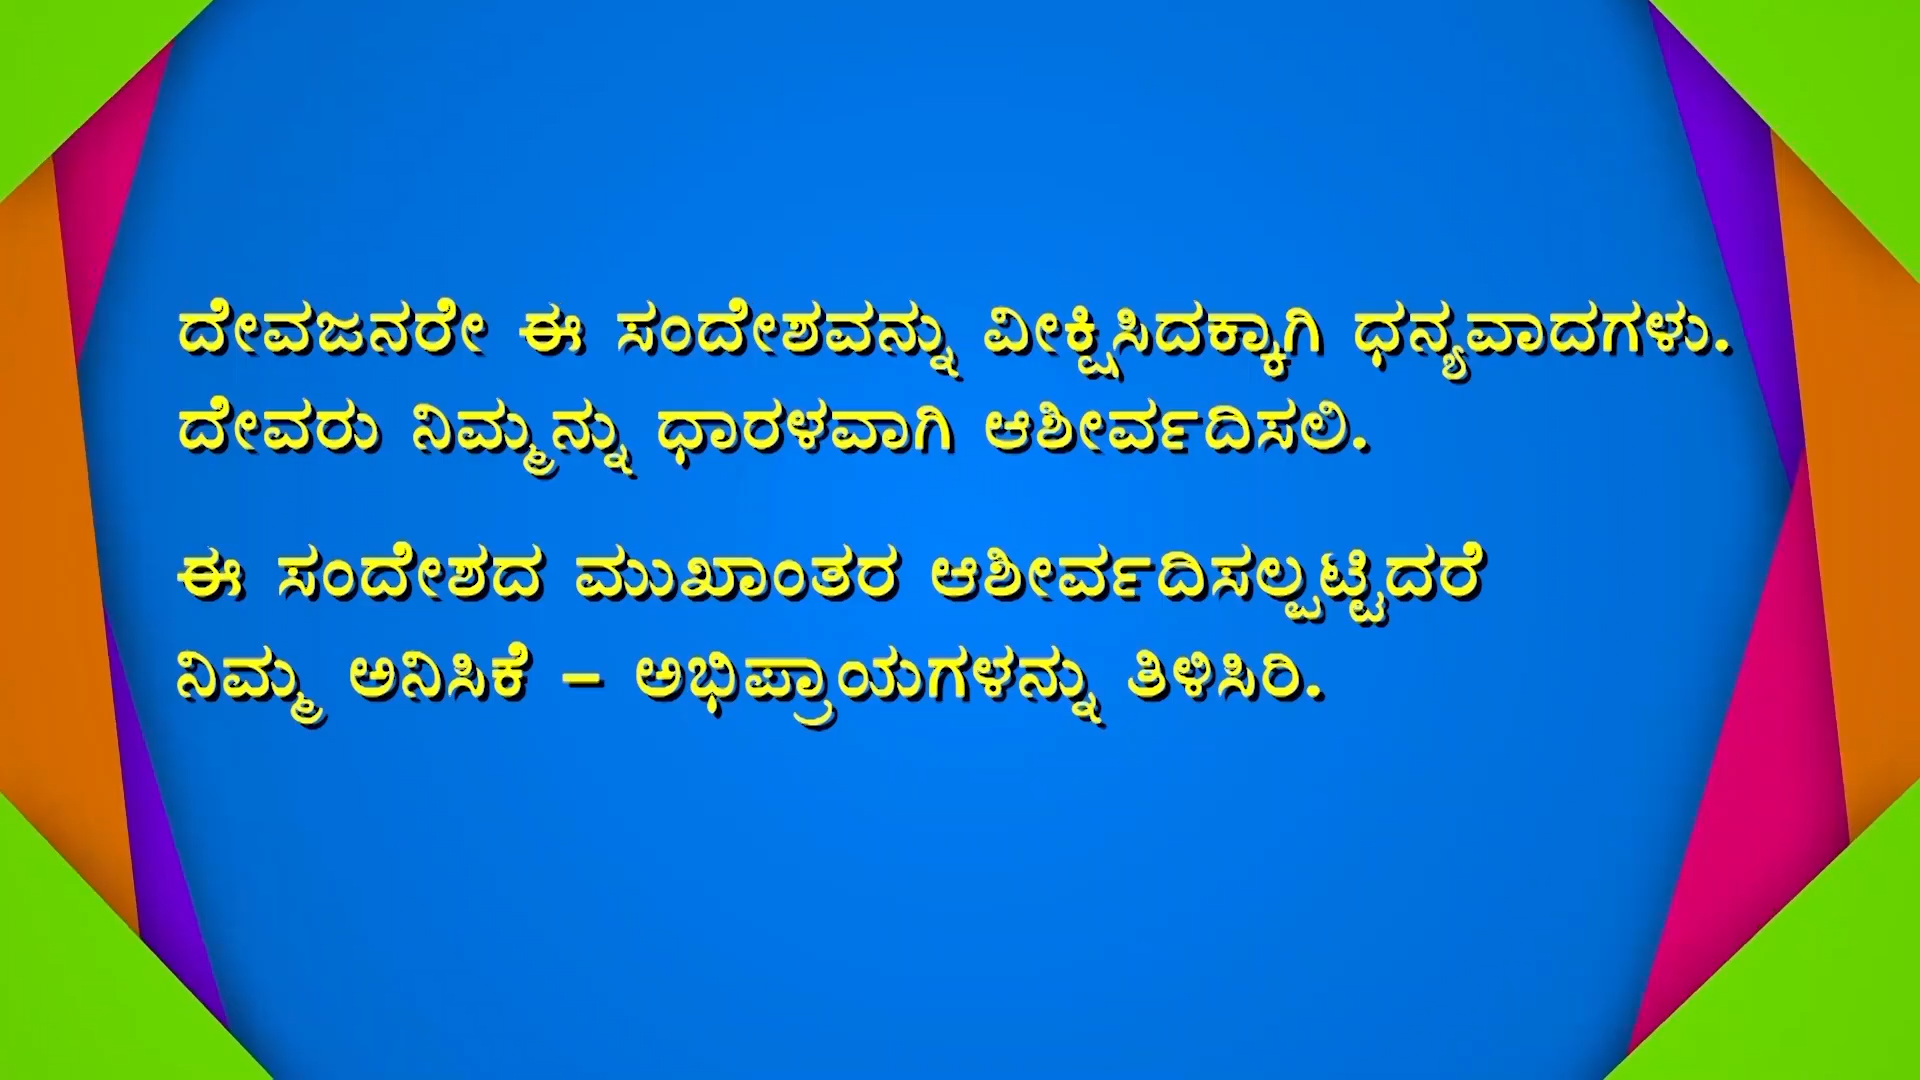 ದೇವಜನರೇ ಈ ಸಂದೇಶವನ್ನು ವೀಕ್ಷಿಸಿದಕ್ಕಾಗಿ ಧನ್ಯವಾದಗಳು.
ದೇವರು ನಿಮ್ಮನ್ನು ಧಾರಳವಾಗಿ ಆಶೀರ್ವದಿಸಲಿ.
ಈ ಸಂದೇಶದ ಮುಖಾಂತರ ಆಶೀರ್ವದಿಸಲ್ಪಟ್ಟಿದರೆ
ನಿಮ್ಮ ಅನಿಸಿಕೆ – ಅಭಿಪ್ರಾಯಗಳನ್ನು ತಿಳಿಸಿರಿ.